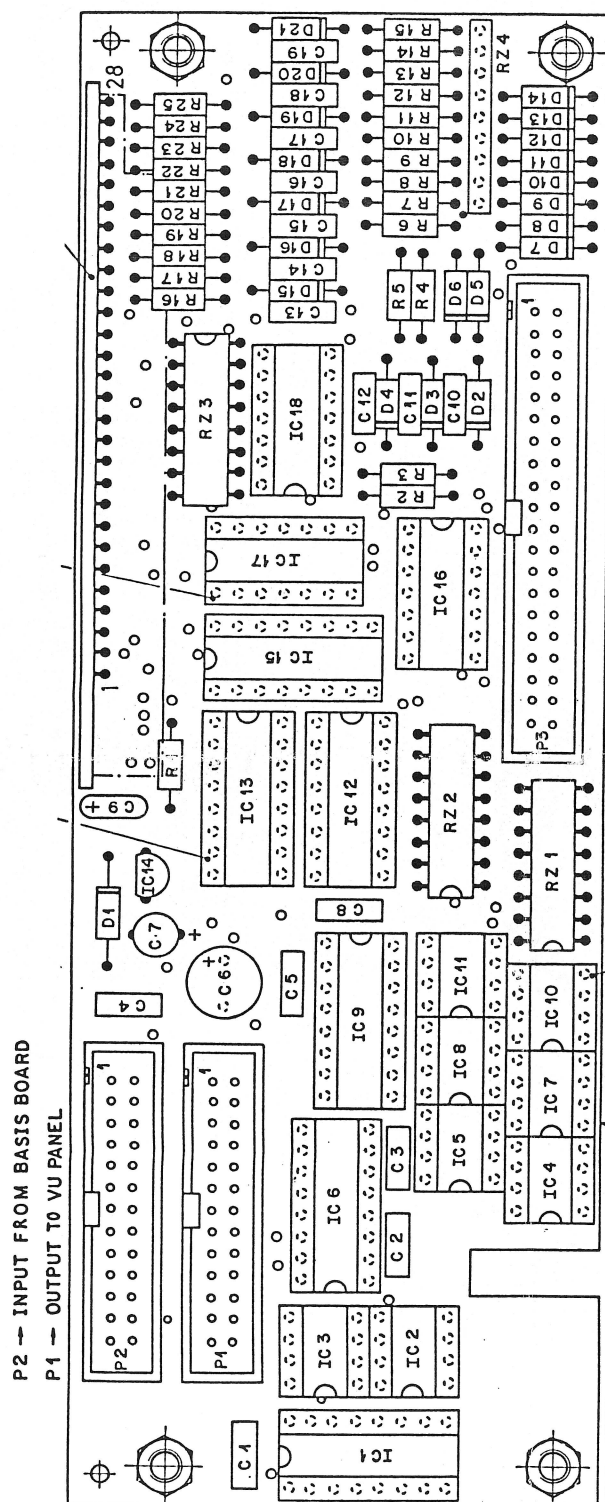 P2 → INPUT FROM BASIS BOARD
P1 → OUTPUT TO VU PANEL
28
R25
R24
R23
R22
R21
R20
R19
R18
R17
R16
D21
C19
D20
C18
D19
C17
D18
C16
D17
C15
D16
C14
D15
C13
R15
R14
R13
R12
R11
R10
R9
R8
R7
R6
RZ4
D14
D13
D12
D11
D10
D9
D8
D7
R5
R4
D6
D5
1
RZ3
IC18
C12
D4
C11
D3
C10
D2
R3
R2
IC17
IC16
IC15
1
R
P3
C9 +
IC13
IC12
RZ2
RZ1
D1
IC14
C7 +
C8
+ C6
C5
C4
IC9
IC11
IC10
IC8
IC7
IC5
IC4
1
P2
1
P1
IC6
C3
C2
IC3
IC2
C1
IC1